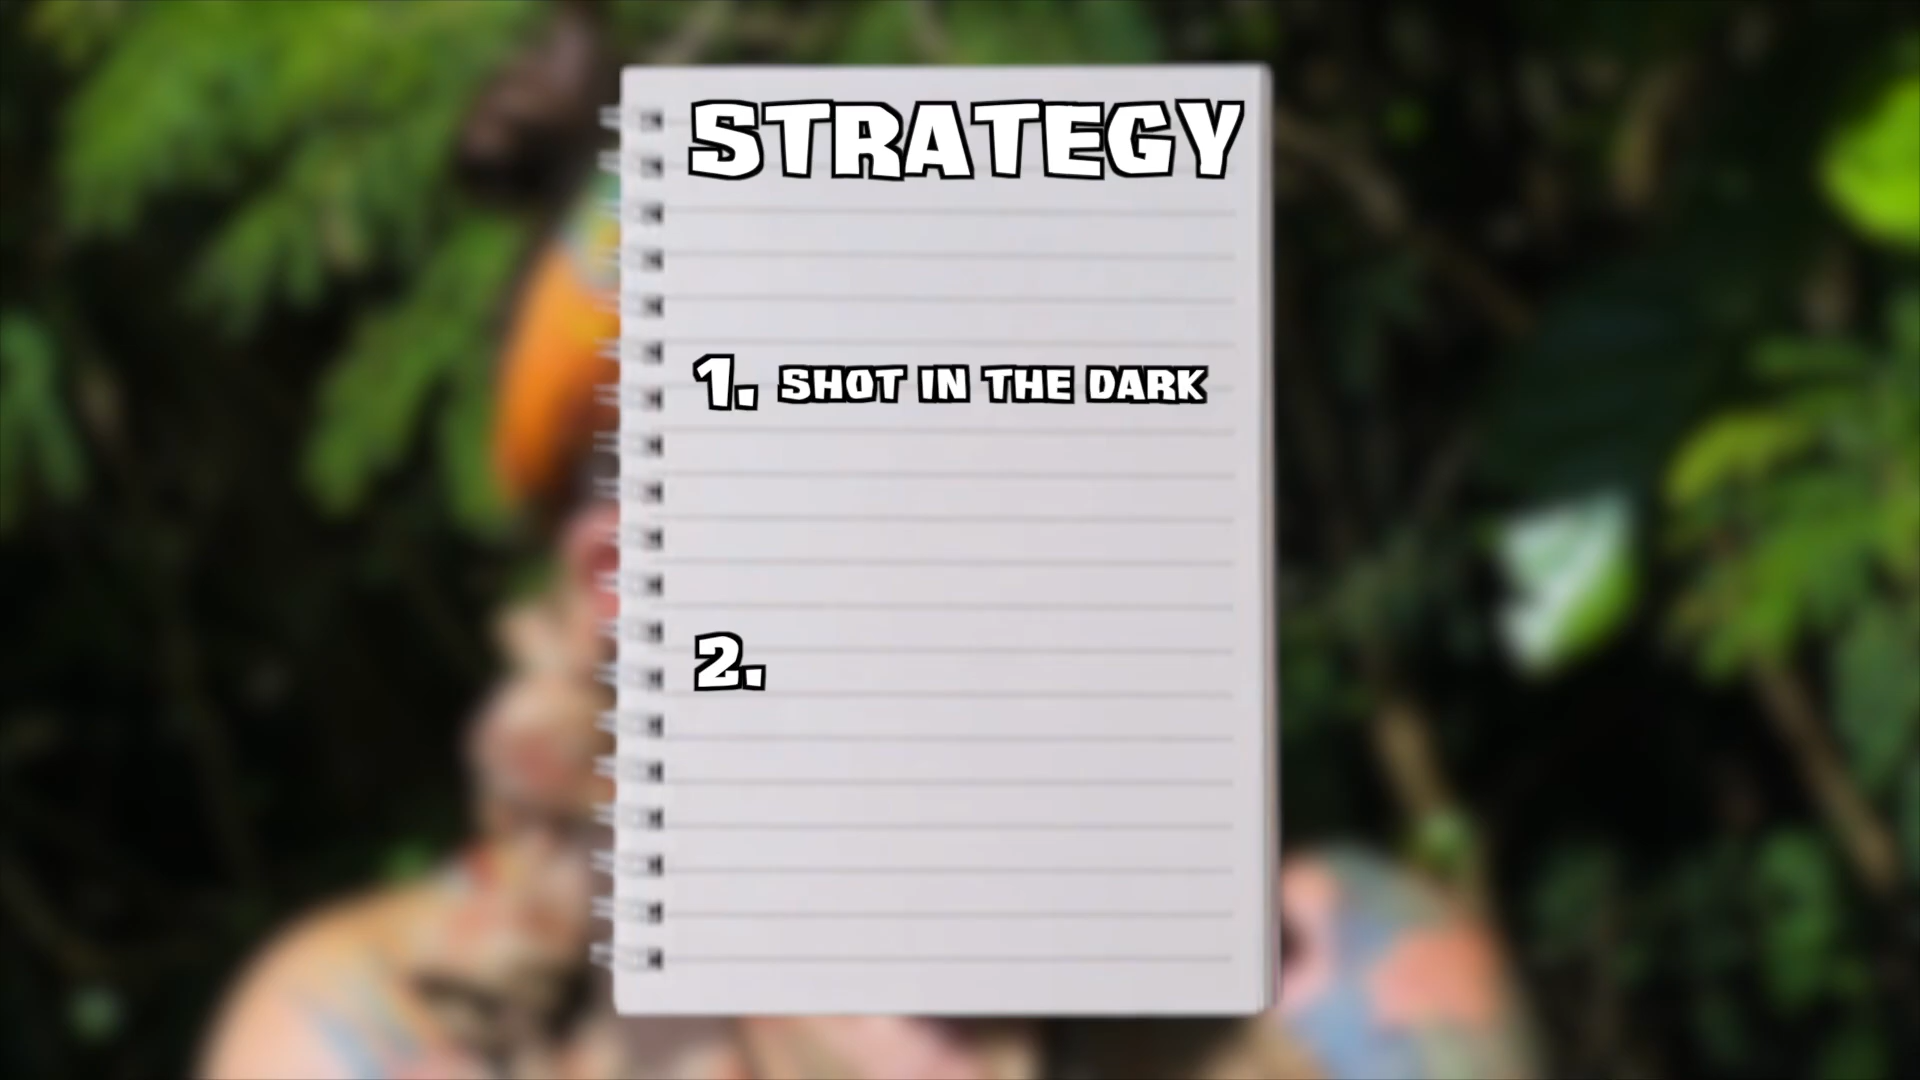 STRATEGY
1. SHOT IN THE DARK
2.